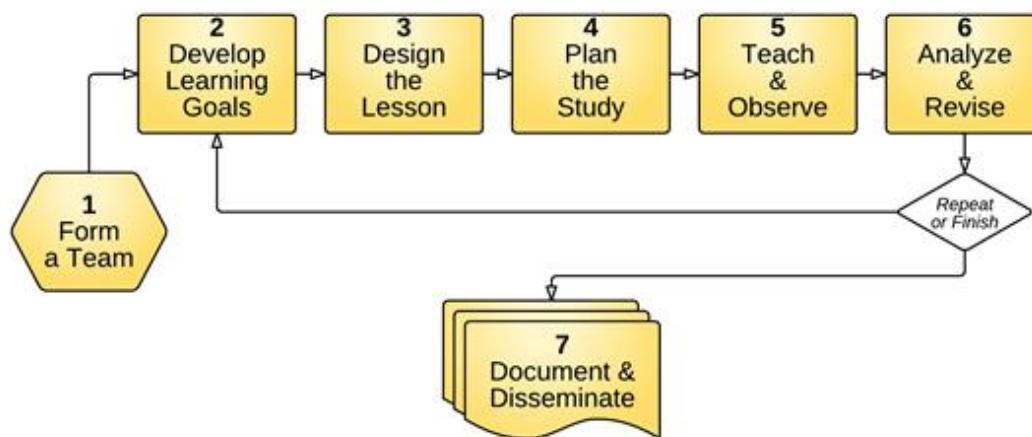 1
Form
a Team
2
Develop
Learning
Goals
3
Design
the
Lesson
4
Plan
the
Study
5
Teach
&
Observe
6
Analyze
&
Revise
Repeat
or Finish
7
Document &
Disseminate